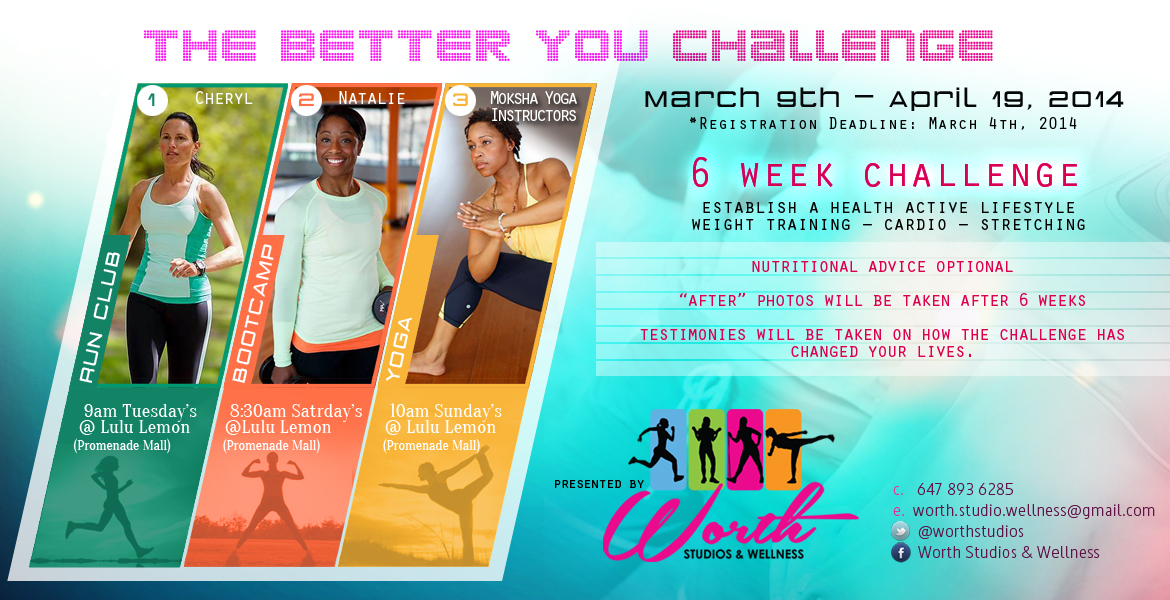 THE BETTER YOU CHALLENGE
1 CHERYL
RUN CLUB
9am Tuesday's
@ Lulu Lemon
(Promenade Mall)
2 NATALIE
BOOTCAMP
8:30am Satrday's
@Lulu Lemon
(Promenade Mall)
3 MOKSHA YOGA
INSTRUCTORS
YOGA
10am Sunday's
@ Lulu Lemon
(Promenade Mall)
March 9th – April 19, 2014
*REGISTRATION DEADLINE: MARCH 4TH, 2014
6 WEEK CHALLENGE
ESTABLISH A HEALTH ACTIVE LIFESTYLE
WEIGHT TRAINING – CARDIO – STRETCHING
NUTRITIONAL ADVICE OPTIONAL
“AFTER” PHOTOS WILL BE TAKEN AFTER 6 WEEKS
TESTIMONIES WILL BE TAKEN ON HOW THE CHALLENGE HAS
CHANGED YOUR LIVES.
PRESENTED BY
Worth
STUDIOS & WELLNESS
c. 647 893 6285
e. worth.studio.wellness@gmail.com
@worthstudios
f Worth Studios & Wellness